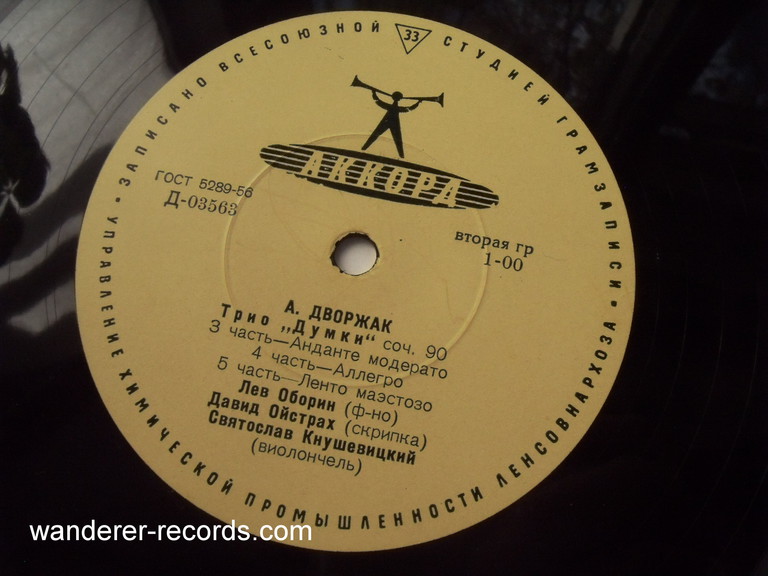 • ЗАПИСАНО ВСЕСОЮЗНОЙ 33 СТУДИЕЙ ГРАМЗАПИСИ •
АККОРД
ГОСТ 5289-56
Д-03563
вторая гр
1-00
А. ДВОРЖАК
Трио „Думки“ соч. 90
3 часть—Анданте модерато
4 часть—Аллегро
5 часть—Ленто маэстозо
Лев Оборин (ф-но)
Давид Ойстрах (скрипка)
Святослав Кнушевицкий
(виолончель)
УПРАВЛЕНИЕ ХИМИЧЕСКОЙ ПРОМЫШЛЕННОСТИ ЛЕНСОВНАРХОЗА
wanderer-records.com